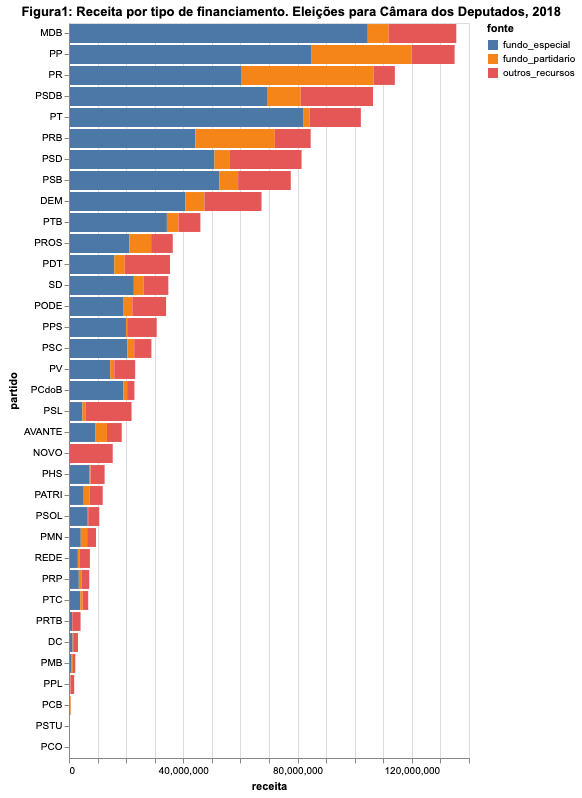 Figura1: Receita por tipo de financiamento. Eleições para Câmara dos Deputados, 2018
fonte
fundo_especial
fundo_partidario
outros_recursos
partido
MDB
PP
PR
PSDB
PT
PRB
PSD
PSB
DEM
PTB
PROS
PDT
SD
PODE
PPS
PSC
PV
PCdoB
PSL
AVANTE
NOVO
PHS
PATRI
PSOL
PMN
REDE
PRP
PTC
PRTB
DC
PMB
PPL
PCB
PSTU
PCO
0 40,000,000 80,000,000 120,000,000
receita